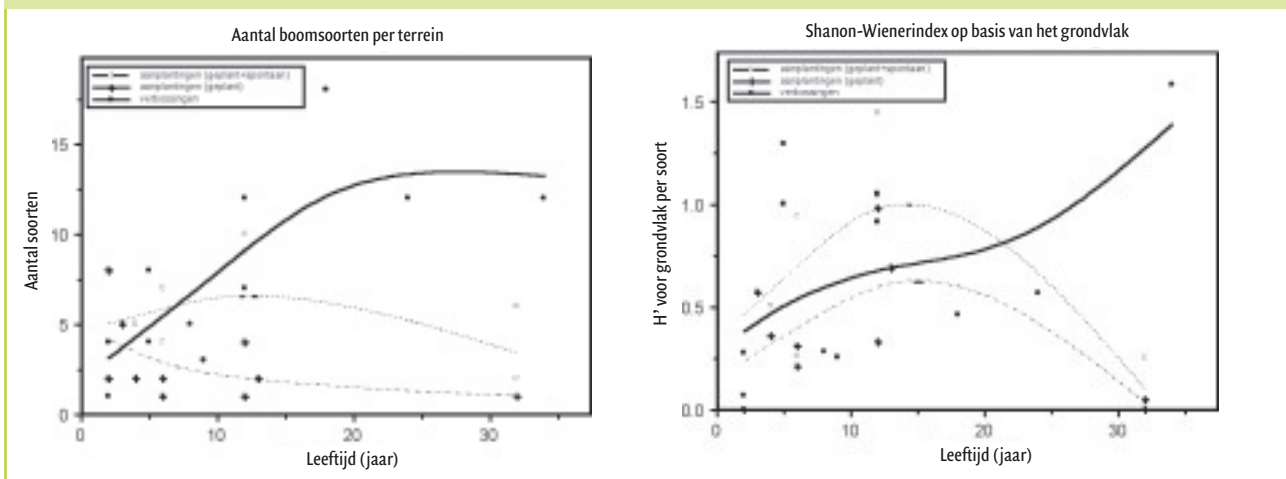 Aantal boomsoorten per terrein
aanplantingen (geplant+spontaan)
aanplantingen (geplant)
verbossingen
Aantal soorten
15
10
5
0
0 10 20 30
Leeftijd (jaar)
Shanon-Wienerindex op basis van het grondvlak
aanplantingen (geplant+spontaan)
aanplantingen (geplant)
verbossingen
H' voor grondvlak per soort
1.5
1.0
0.5
0.0
0 10 20 30
Leeftijd (jaar)